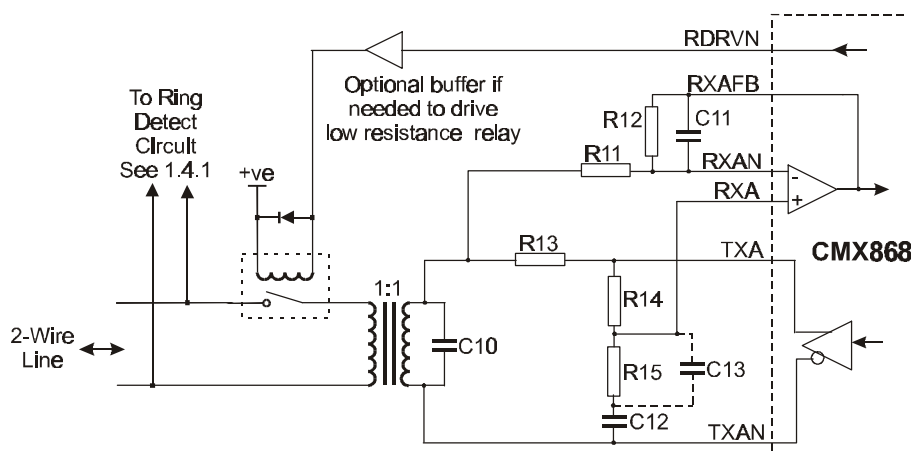 RDRVN
Optional buffer if
needed to drive
low resistance relay
RXAFB
To Ring
Detect
CIrcuit
See 1.4.1
R12
C11
R11
RXAN
+ve
RXA
-
+
R13
TXA
CMX868
1:1
R14
2-Wire
Line
C10
R15
C13
C12
TXAN